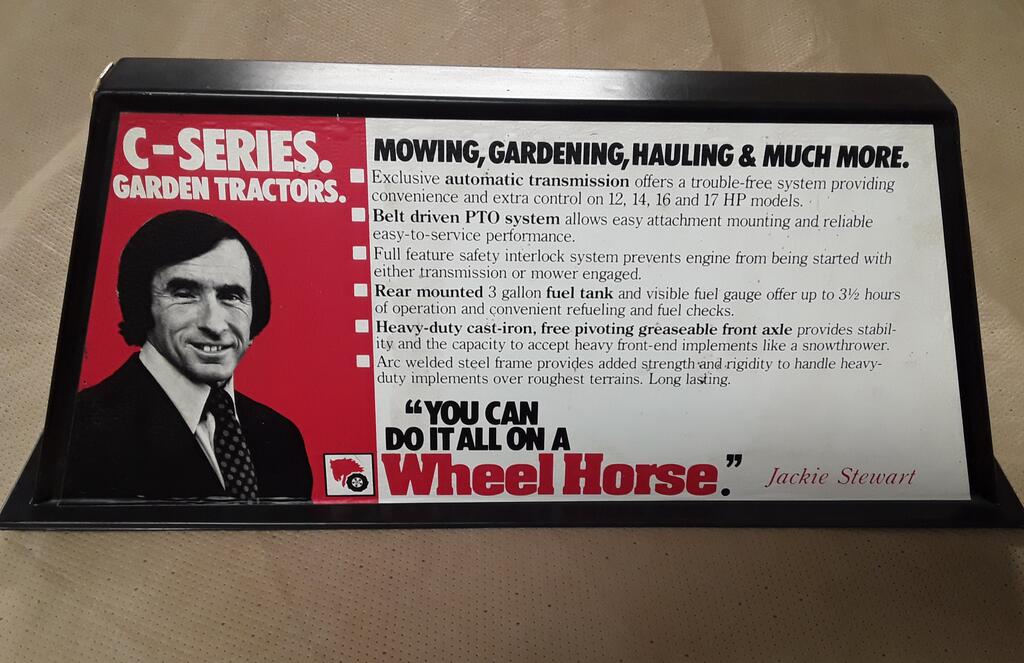 C-SERIES.
GARDEN TRACTORS.
MOWING, GARDENING, HAULING & MUCH MORE.
Exclusive automatic transmission offers a trouble-free system providing
convenience and extra control on 12, 14, 16 and 17 HP models.
Belt driven PTO system allows easy attachment mounting and reliable
easy-to-service performance.
Full feature safety interlock system prevents engine from being started with
either transmission or mower engaged.
Rear mounted 3 gallon fuel tank and visible fuel gauge offer up to 3½ hours
of operation and convenient refueling and fuel checks.
Heavy-duty cast-iron, free pivoting greaseable front axle provides stabil-
ity and the capacity to accept heavy front-end implements like a snowthrower.
Arc welded steel frame provides added strength and rigidity to handle heavy-
duty implements over roughest terrains. Long lasting.
“YOU CAN
DO IT ALL ON A
Wheel Horse.”
Jackie Stewart